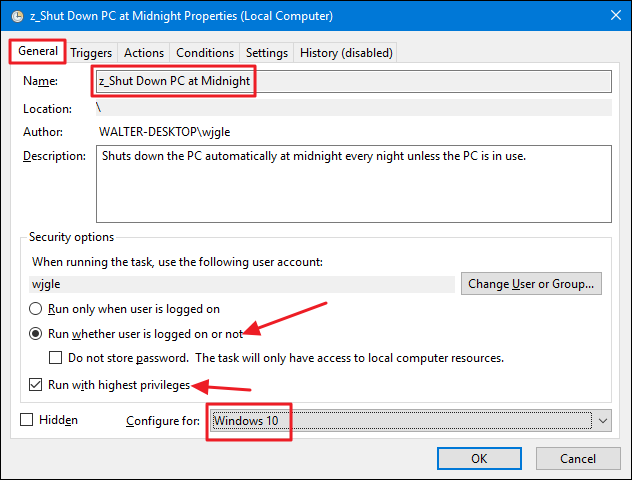 z_Shut Down PC at Midnight Properties (Local Computer)
General Triggers Actions Conditions Settings History (disabled)
Name: z_Shut Down PC at Midnight
Location: \
Author: WALTER-DESKTOP\wjgle
Description: Shuts down the PC automatically at midnight every night unless the PC is in use.
Security options
When running the task, use the following user account:
wjgle Change User or Group...
Run only when user is logged on
Run whether user is logged on or not
Do not store password. The task will only have access to local computer resources.
Run with highest privileges
Hidden Configure for: Windows 10
OK Cancel